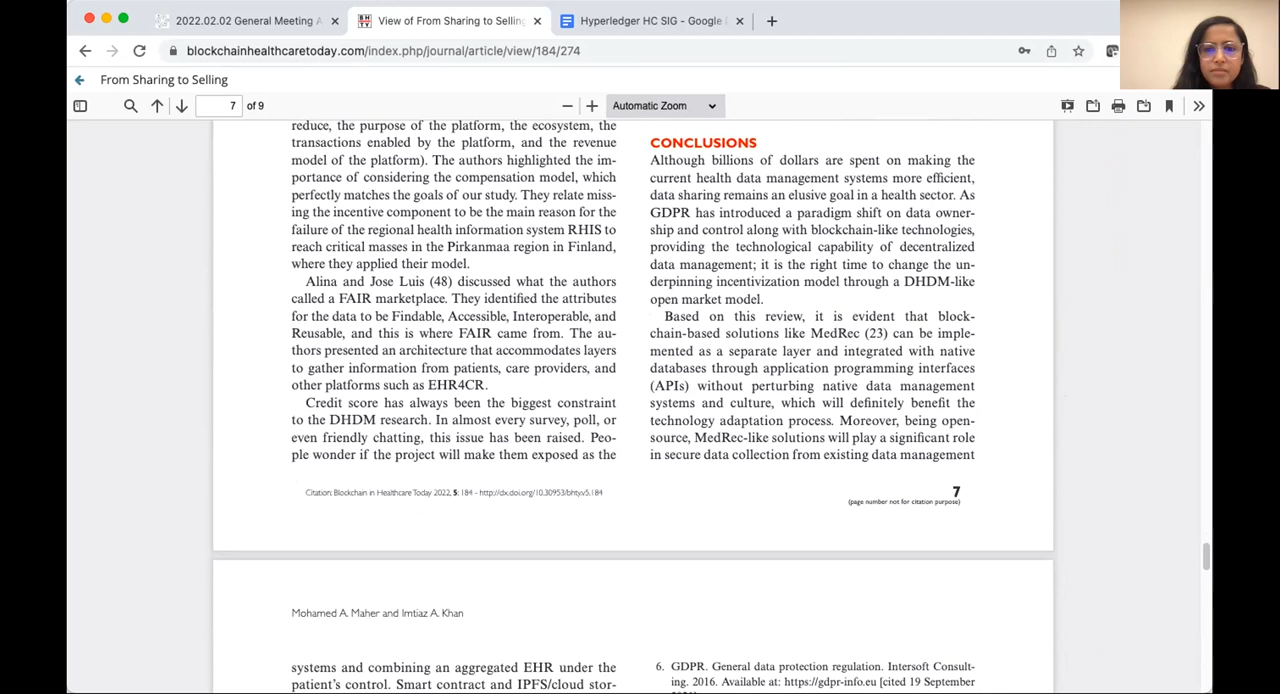 2022.02.02 General Meeting A
View of From Sharing to Selling
Hyperledger HC SIG - Google
blockchainhealthcaretoday.com/index.php/journal/article/view/184/274
From Sharing to Selling
7 of 9
Automatic Zoom
reduce, the purpose of the platform, the ecosystem, the
transactions enabled by the platform, and the revenue
model of the platform). The authors highlighted the im-
portance of considering the compensation model, which
perfectly matches the goals of our study. They relate miss-
ing the incentive component to be the main reason for the
failure of the regional health information system RHIS to
reach critical masses in the Pirkanmaa region in Finland,
where they applied their model.
Alina and Jose Luis (48) discussed what the authors
called a FAIR marketplace. They identified the attributes
for the data to be Findable, Accessible, Interoperable, and
Reusable, and this is where FAIR came from. The au-
thors presented an architecture that accommodates layers
to gather information from patients, care providers, and
other platforms such as EHR4CR.
Credit score has always been the biggest constraint
to the DHDM research. In almost every survey, poll, or
even friendly chatting, this issue has been raised. Peo-
ple wonder if the project will make them exposed as the
CONCLUSIONS
Although billions of dollars are spent on making the
current health data management systems more efficient,
data sharing remains an elusive goal in a health sector. As
GDPR has introduced a paradigm shift on data owner-
ship and control along with blockchain-like technologies,
providing the technological capability of decentralized
data management; it is the right time to change the un-
derpinning incentivization model through a DHDM-like
open market model.
Based on this review, it is evident that block-
chain-based solutions like MedRec (23) can be imple-
mented as a separate layer and integrated with native
databases through application programming interfaces
(APIs) without perturbing native data management
systems and culture, which will definitely benefit the
technology adaptation process. Moreover, being open-
source, MedRec-like solutions will play a significant role
in secure data collection from existing data management
Citation: Blockchain in Healthcare Today 2022, 5: 184 - http://dx.doi.org/10.30953/bhty.v5.184
7
(page number not for citation purpose)
Mohamed A. Maher and Imtiaz A. Khan
systems and combining an aggregated EHR under the
patient's control. Smart contract and IPFS/cloud stor-
6. GDPR. General data protection regulation. Intersoft Consult-
ing. 2016. Available at: https://gdpr-info.eu [cited 19 September